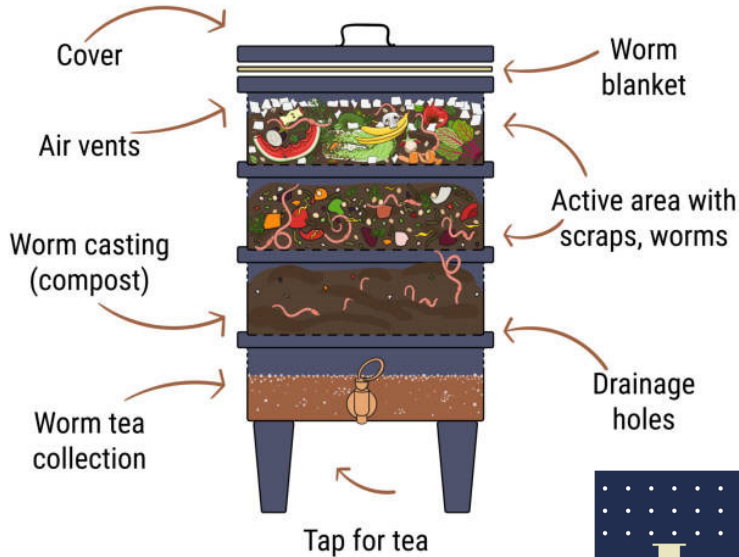 Cover
Worm
blanket
Air vents
Active area with
scraps, worms
Worm casting
(compost)
Drainage
holes
Worm tea
collection
Tap for tea